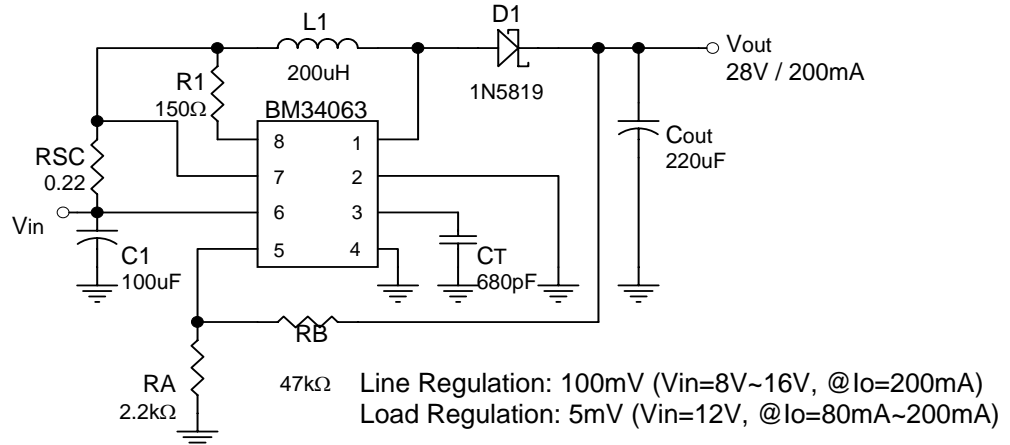 L1
200uH
D1
1N5819
Vout
28V / 200mA
R1
150Ω
BM34063
8
1
7
2
6
3
5
4
RSC
0.22
Vin
C1
100uF
CT
680pF
Cout
220uF
RB
47kΩ
RA
2.2kΩ
Line Regulation: 100mV (Vin=8V~16V, @Io=200mA)
Load Regulation: 5mV (Vin=12V, @Io=80mA~200mA)